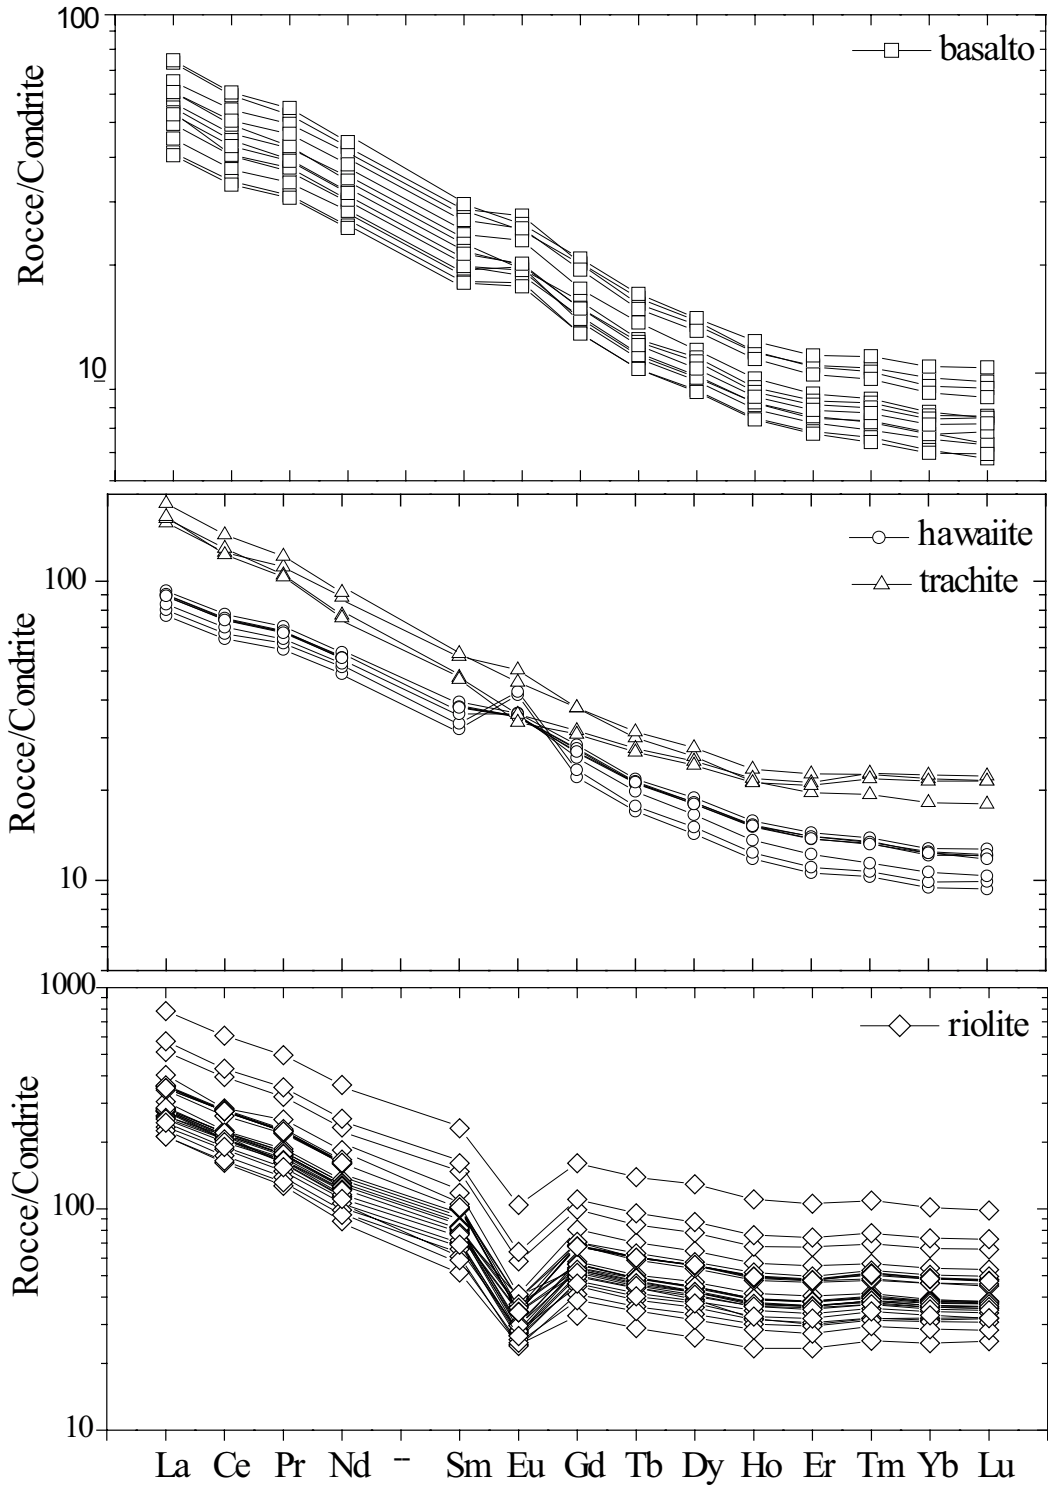 100
basalto
Rocce/Condrite
10
hawaiite
trachite
100
Rocce/Condrite
10
1000
riolite
Rocce/Condrite
100
10
La Ce Pr Nd -- Sm Eu Gd Tb Dy Ho Er Tm Yb Lu